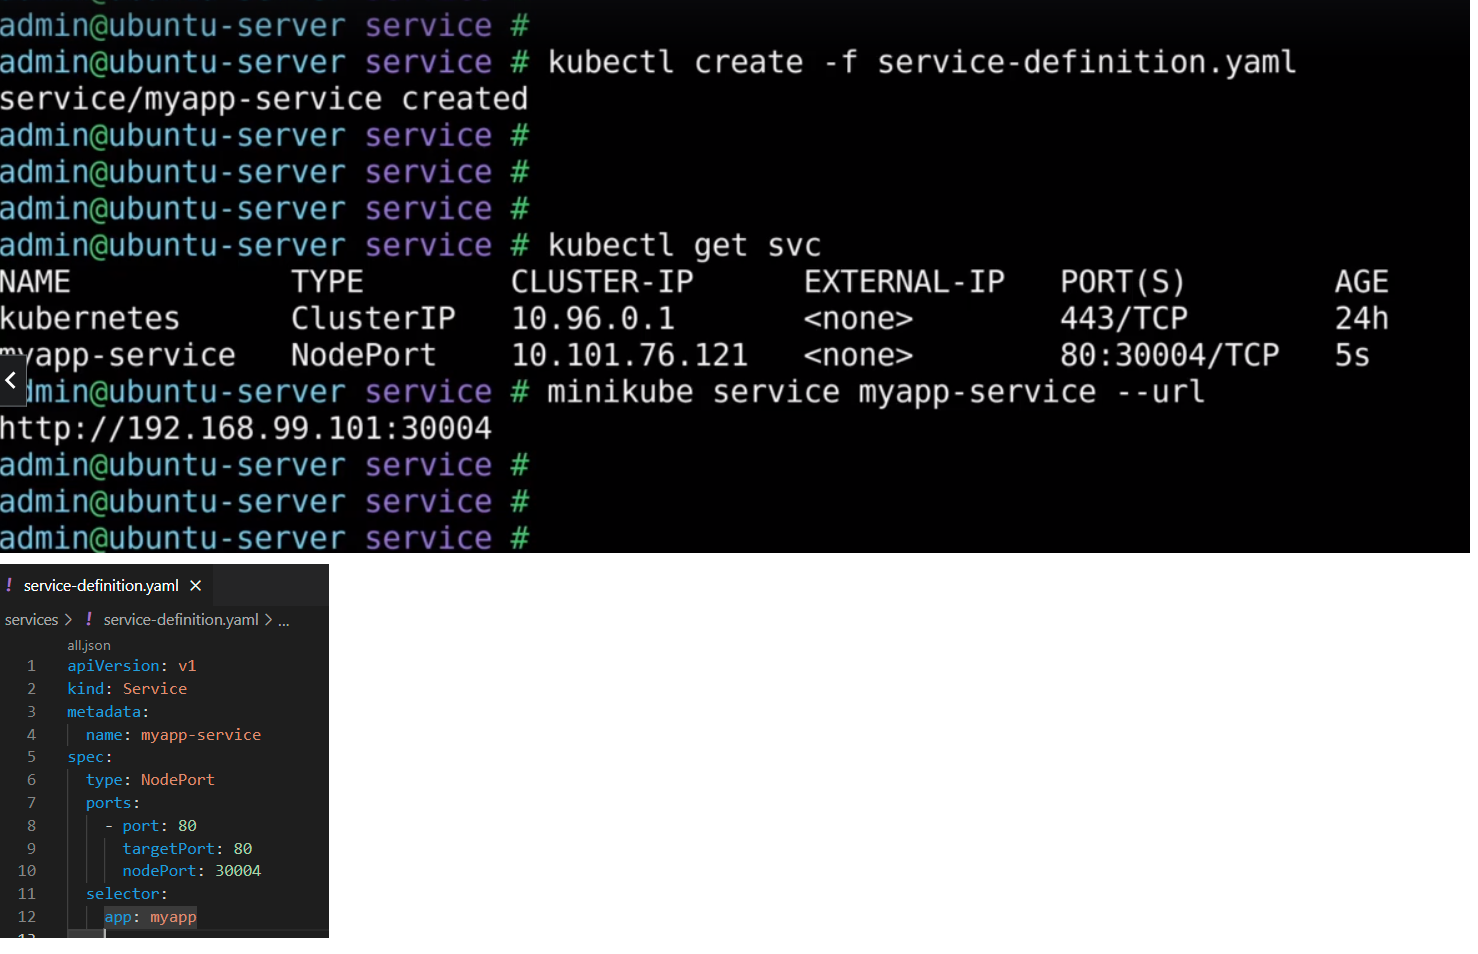 admin@ubuntu-server service #
admin@ubuntu-server service # kubectl create -f service-definition.yaml
service/myapp-service created
admin@ubuntu-server service #
admin@ubuntu-server service #
admin@ubuntu-server service #
admin@ubuntu-server service # kubectl get svc
NAME TYPE CLUSTER-IP EXTERNAL-IP PORT(S) AGE
kubernetes ClusterIP 10.96.0.1 <none> 443/TCP 24h
myapp-service NodePort 10.101.76.121 <none> 80:30004/TCP 5s
admin@ubuntu-server service # minikube service myapp-service --url
http://192.168.99.101:30004
admin@ubuntu-server service #
admin@ubuntu-server service #
admin@ubuntu-server service #
! service-definition.yaml ×
services > ! service-definition.yaml > ...
all.json
1 apiVersion: v1
2 kind: Service
3 metadata:
4 name: myapp-service
5 spec:
6 type: NodePort
7 ports:
8 - port: 80
9 targetPort: 80
10 nodePort: 30004
11 selector:
12 app: myapp
13